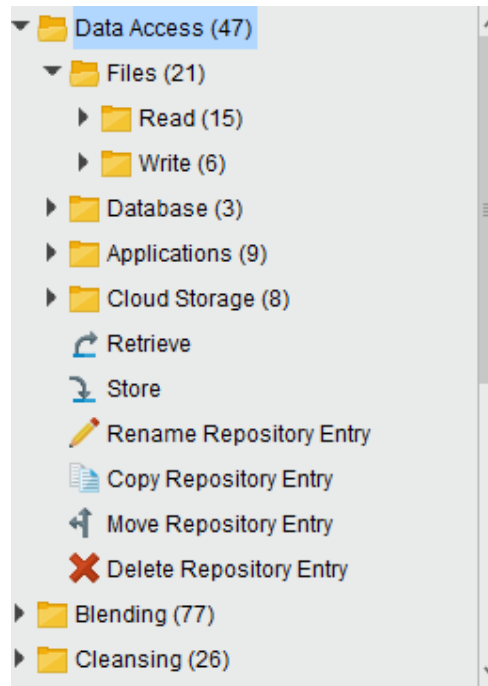 Data Access (47)
Files (21)
Read (15)
Write (6)
Database (3)
Applications (9)
Cloud Storage (8)
Retrieve
Store
Rename Repository Entry
Copy Repository Entry
Move Repository Entry
Delete Repository Entry
Blending (77)
Cleansing (26)